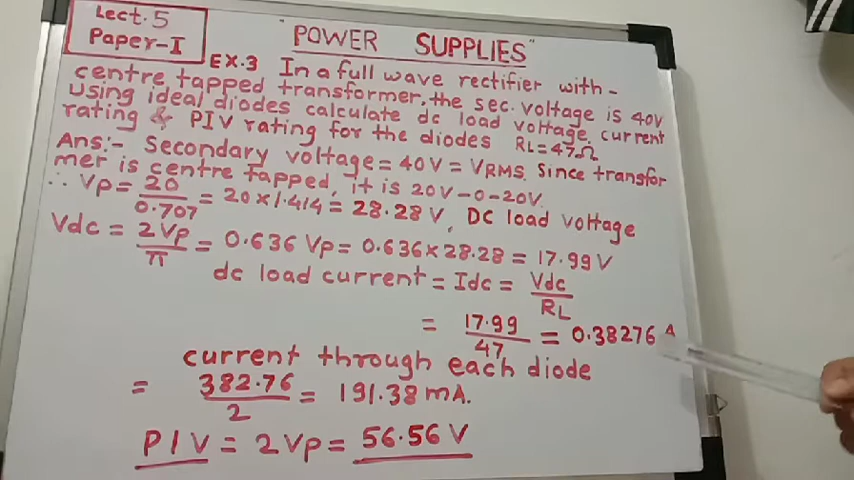 Lect. 5
Paper-I
"POWER SUPPLIES"
EX.3 In a full wave rectifier with-
centre tapped transformer, the sec. voltage is 40V
using ideal diodes calculate dc load voltage, current
rating & PIV rating for the diodes RL=47Ω
Ans:- Secondary voltage = 40V = VRMS. Since transfor-
mer is centre tapped, it is 20V-0-20V.
∴ Vp = 20/0.707 = 20×1.414 = 28.28 V, DC load voltage
Vdc = 2Vp/π = 0.636 Vp = 0.636×28.28 = 17.99 V
dc load current = Idc = Vdc/RL
= 17.99/47 = 0.38276 A
current through each diode
= 382.76/2 = 191.38 mA.
PIV = 2Vp = 56.56 V